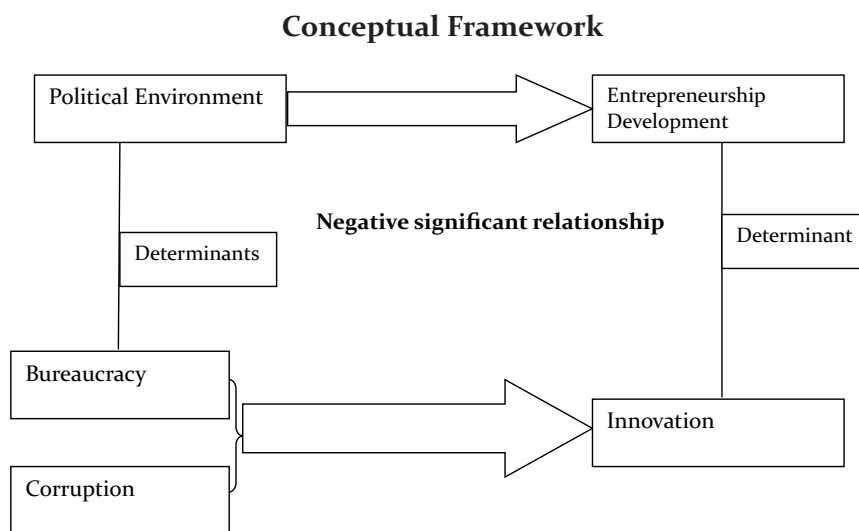 Conceptual Framework
Political Environment
Entrepreneurship
Development
Negative significant relationship
Determinants
Determinant
Bureaucracy
Innovation
Corruption